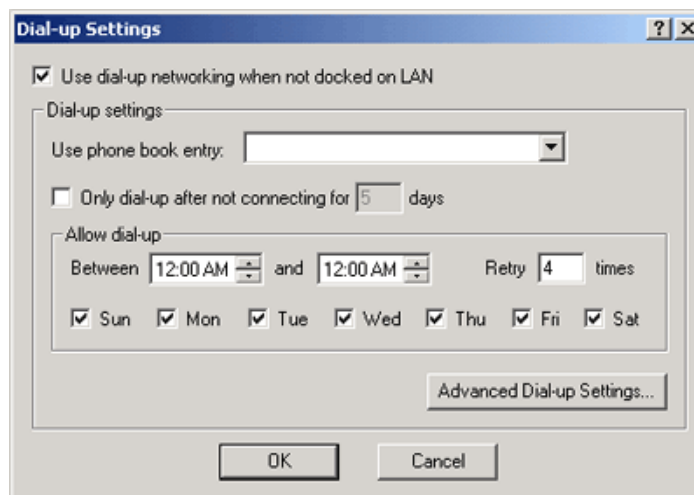 Dial-up Settings
Use dial-up networking when not docked on LAN
Dial-up settings
Use phone book entry:
Only dial-up after not connecting for 5 days
Allow dial-up
Between 12:00 AM and 12:00 AM Retry 4 times
Sun Mon Tue Wed Thu Fri Sat
Advanced Dial-up Settings...
OK Cancel